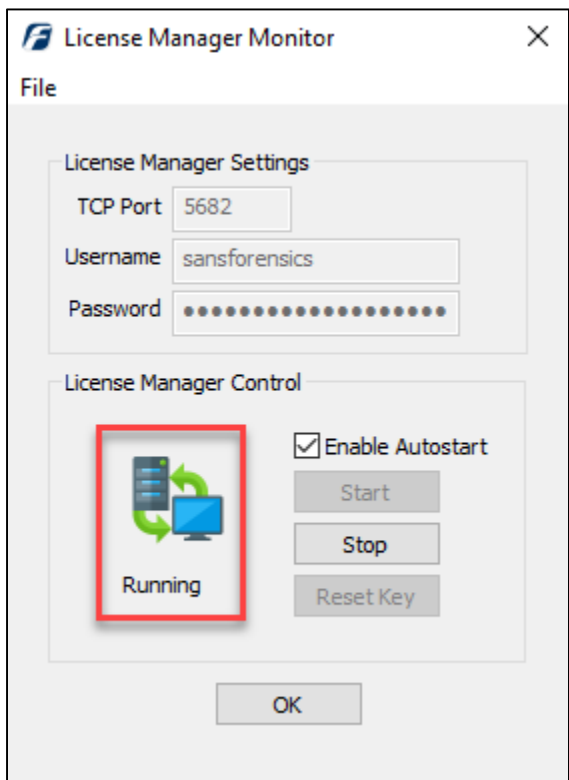 License Manager Monitor
File
License Manager Settings
TCP Port 5682
Username sansforensics
Password ●●●●●●●●●●●●●●●●●●●
License Manager Control
Enable Autostart
Start
Stop
Running
Reset Key
OK